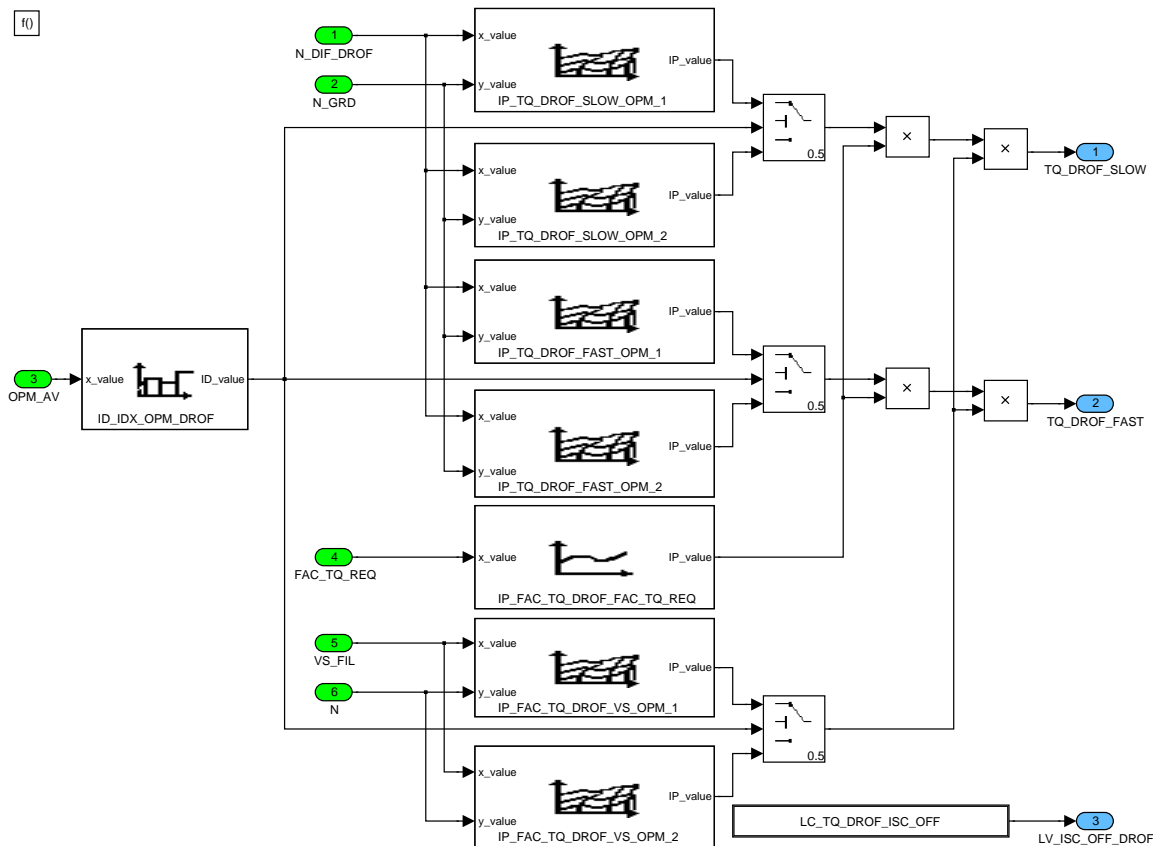 f()
1
N_DIF_DROF
2
N_GRD
x_value
y_value
IP_value
IP_TQ_DROF_SLOW_OPM_1
0.5
x_value
y_value
IP_value
IP_TQ_DROF_SLOW_OPM_2
×
×
1
TQ_DROF_SLOW
x_value
y_value
IP_value
IP_TQ_DROF_FAST_OPM_1
3
OPM_AV
x_value
ID_value
ID_IDX_OPM_DROF
0.5
×
×
2
TQ_DROF_FAST
x_value
y_value
IP_value
IP_TQ_DROF_FAST_OPM_2
4
FAC_TQ_REQ
x_value
IP_value
IP_FAC_TQ_DROF_FAC_TQ_REQ
5
VS_FIL
6
N
x_value
y_value
IP_value
IP_FAC_TQ_DROF_VS_OPM_1
0.5
x_value
y_value
IP_value
IP_FAC_TQ_DROF_VS_OPM_2
LC_TQ_DROF_ISC_OFF
3
LV_ISC_OFF_DROF